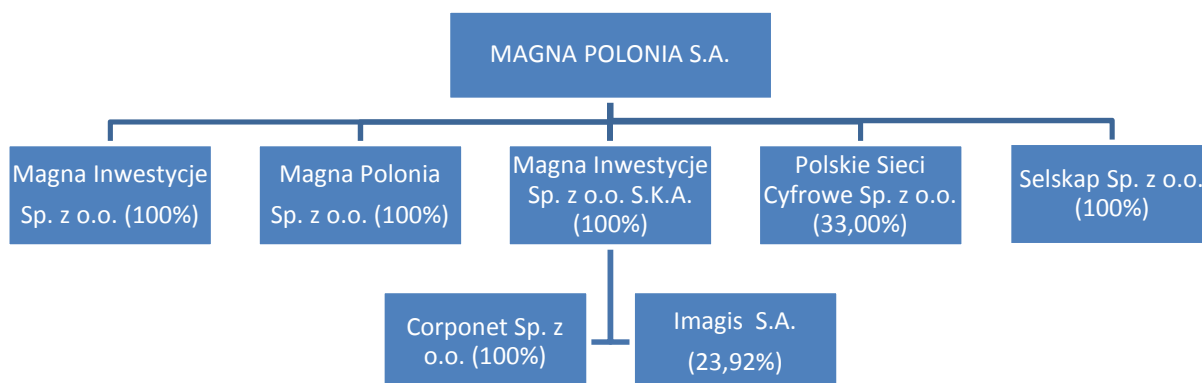 MAGNA POLONIA S.A.
Magna Inwestycje
Sp. z o.o. (100%)
Magna Polonia
Sp. z o.o. (100%)
Magna Inwestycje
Sp. z o.o. S.K.A.
(100%)
Polskie Sieci
Cyfrowe Sp. z o.o.
(33,00%)
Selskap Sp. z o.o.
(100%)
Corponet Sp. z
o.o. (100%)
Imagis S.A.
(23,92%)